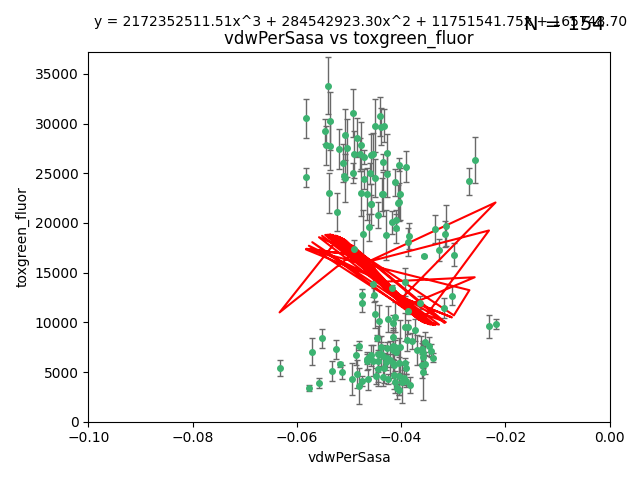 y = 2172352511.51x^3 + 284542923.30x^2 + 11751541.75x + 165748.70
N = 154
vdwPerSasa vs toxgreen_fluor
toxgreen_fluor
35000
30000
25000
20000
15000
10000
5000
0
−0.10
−0.08
−0.06
−0.04
−0.02
0.00
vdwPerSasa